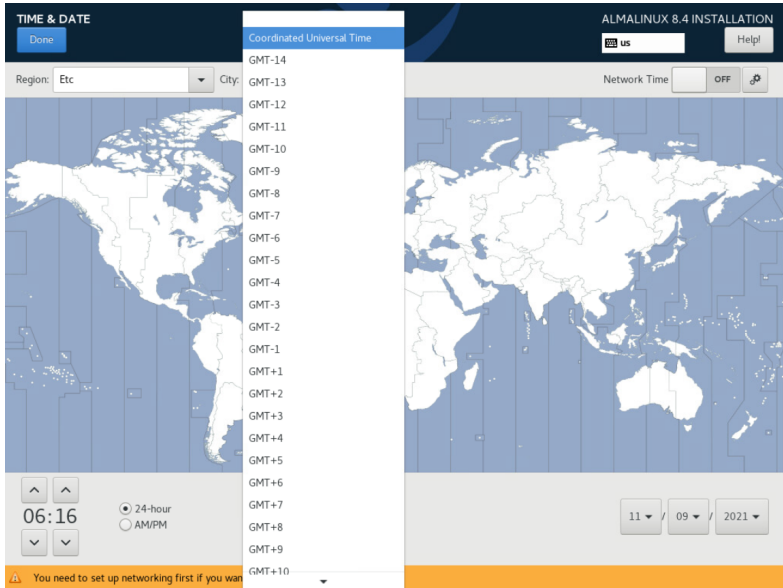 TIME & DATE
ALMALINUX 8.4 INSTALLATION
Done
us
Help!
Region:
Etc
City:
Network Time
OFF
Coordinated Universal Time
GMT-14
GMT-13
GMT-12
GMT-11
GMT-10
GMT-9
GMT-8
GMT-7
GMT-6
GMT-5
GMT-4
GMT-3
GMT-2
GMT-1
GMT+1
GMT+2
GMT+3
GMT+4
GMT+5
GMT+6
GMT+7
GMT+8
GMT+9
GMT+10
06:16
24-hour
AM/PM
11 / 09 / 2021
You need to set up networking first if you wan